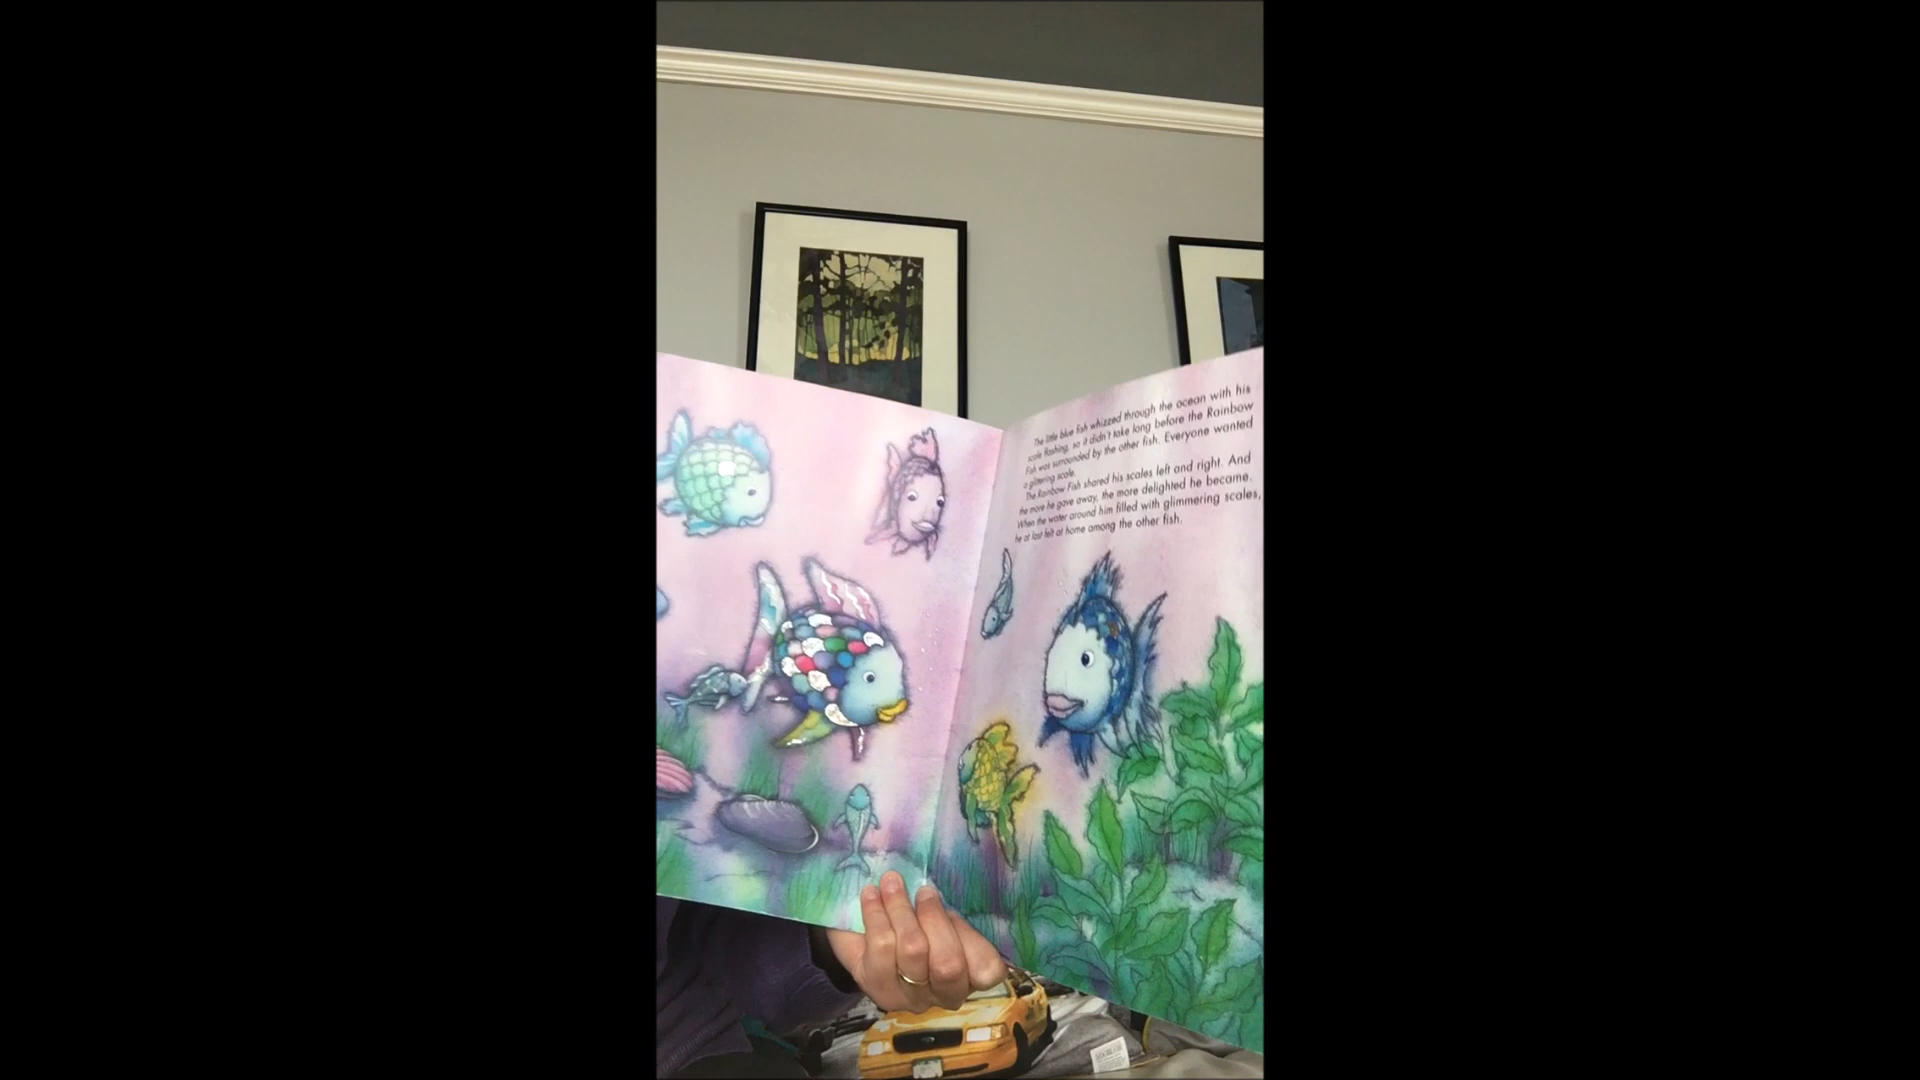 The little blue fish whizzed through the ocean with his
scale flashing, so it didn't take long before the Rainbow
Fish was surrounded by the other fish. Everyone wanted
a glittering scale.
The Rainbow Fish shared his scales left and right. And
the more he gave away, the more delighted he became.
When the water around him filled with glimmering scales,
he at last felt at home among the other fish.